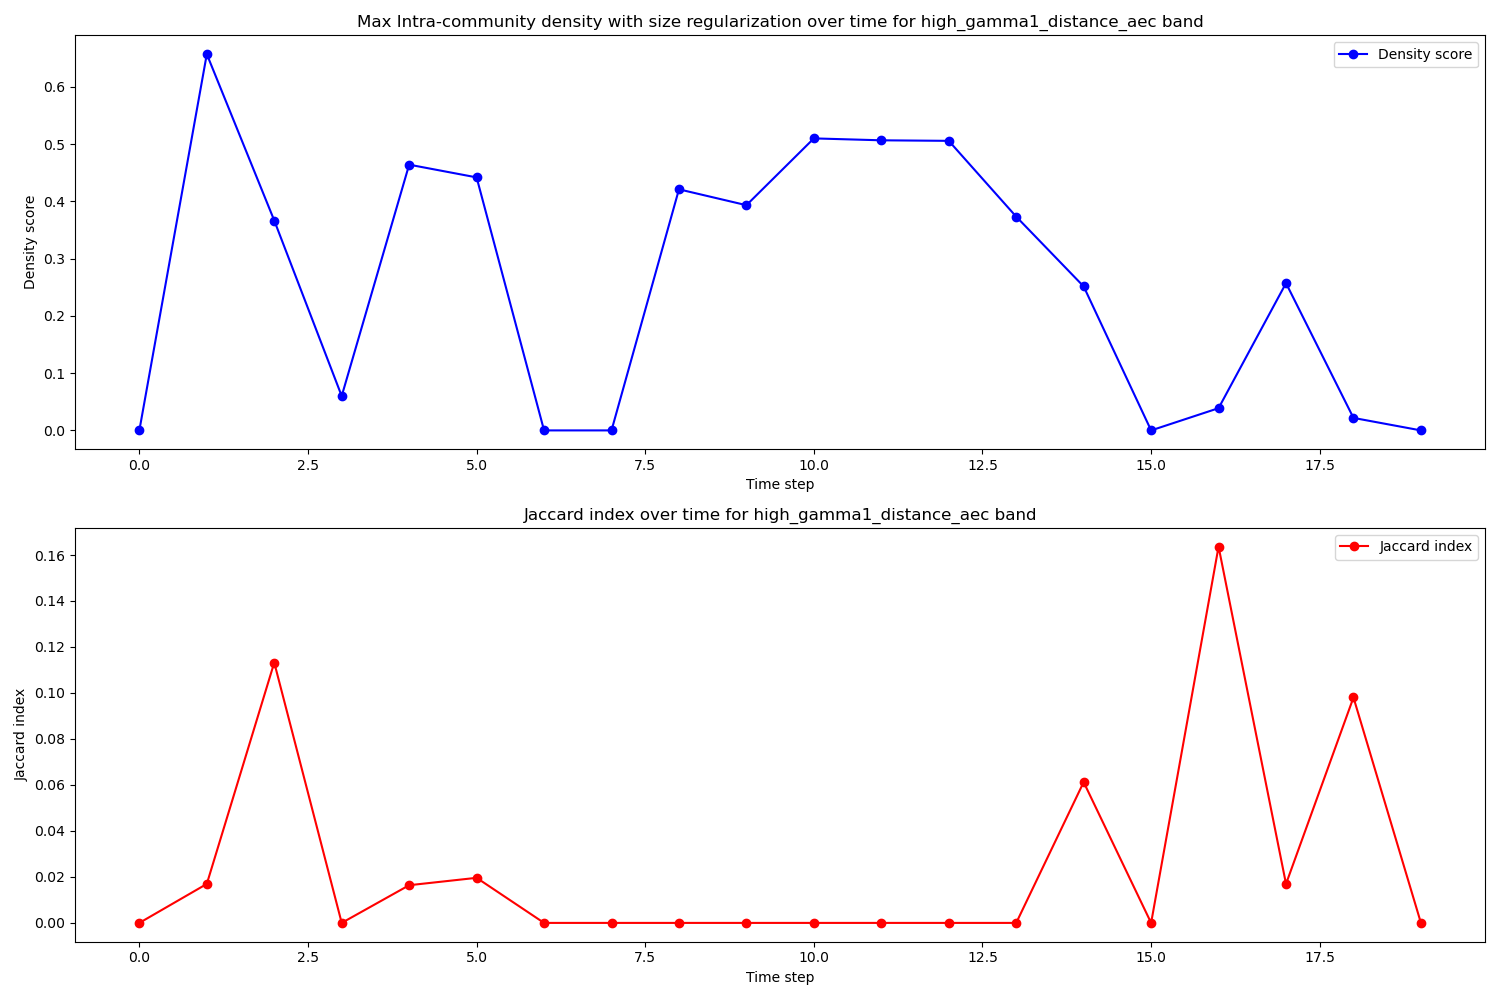 Max Intra-community density with size regularization over time for high_gamma1_distance_aec band
Density score
0.6
0.5
0.4
0.3
0.2
0.1
0.0
Density score
0.0 2.5 5.0 7.5 10.0 12.5 15.0 17.5
Time step
Jaccard index over time for high_gamma1_distance_aec band
Jaccard index
0.16
0.14
0.12
0.10
0.08
0.06
0.04
0.02
0.00
Jaccard index
0.0 2.5 5.0 7.5 10.0 12.5 15.0 17.5
Time step